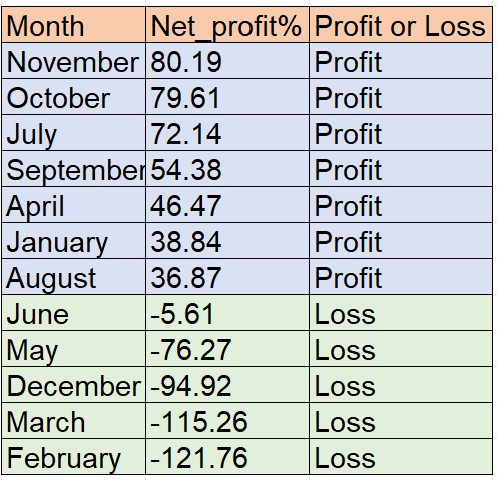 Month Net_profit% Profit or Loss
November 80.19 Profit
October 79.61 Profit
July 72.14 Profit
September 54.38 Profit
April 46.47 Profit
January 38.84 Profit
August 36.87 Profit
June -5.61 Loss
May -76.27 Loss
December -94.92 Loss
March -115.26 Loss
February -121.76 Loss